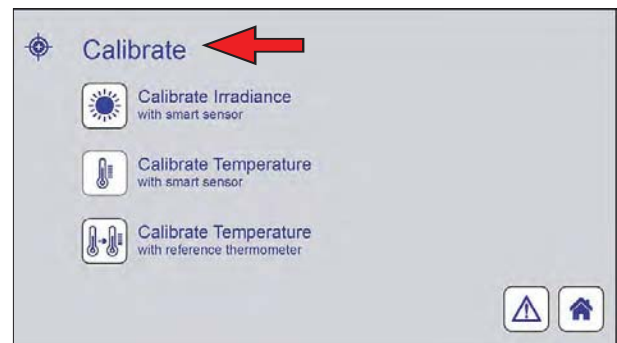 Calibrate
Calibrate Irradiance
with smart sensor
Calibrate Temperature
with smart sensor
Calibrate Temperature
with reference thermometer